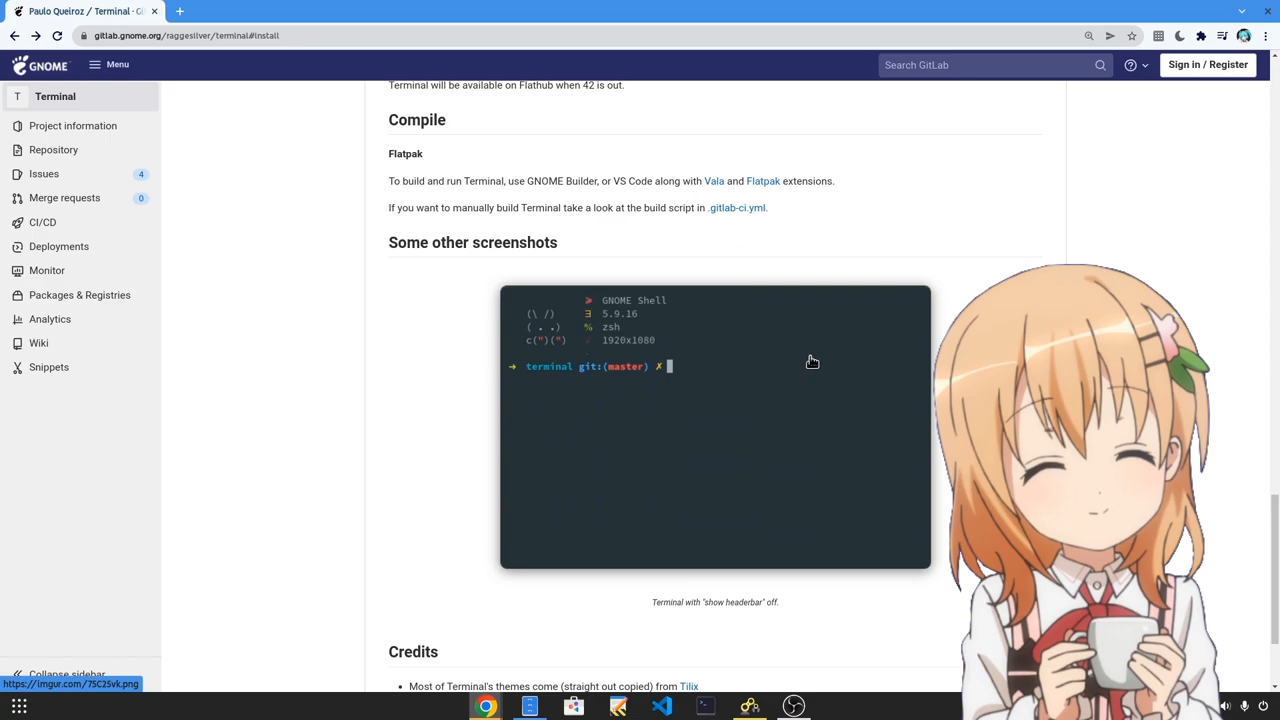 Paulo Queiroz / Terminal · Git
gitlab.gnome.org/raggesilver/terminal#install
GNOME
Menu
Search GitLab
Sign in / Register
T Terminal
Project information
Repository
Issues 4
Merge requests 0
CI/CD
Deployments
Monitor
Packages & Registries
Analytics
Wiki
Snippets
Collapse sidebar
https://imgur.com/7SC25vk.png
Terminal will be available on Flathub when 42 is out.
Compile
Flatpak
To build and run Terminal, use GNOME Builder, or VS Code along with Vala and Flatpak extensions.
If you want to manually build Terminal take a look at the build script in .gitlab-ci.yml.
Some other screenshots
GNOME Shell
(\ /) ∃ 5.9.16
( . .) % zsh
c(")(") 1920x1080
➜ terminal git:(master) ✗
Terminal with "show headerbar" off.
Credits
• Most of Terminal's themes come (straight out copied) from Tilix